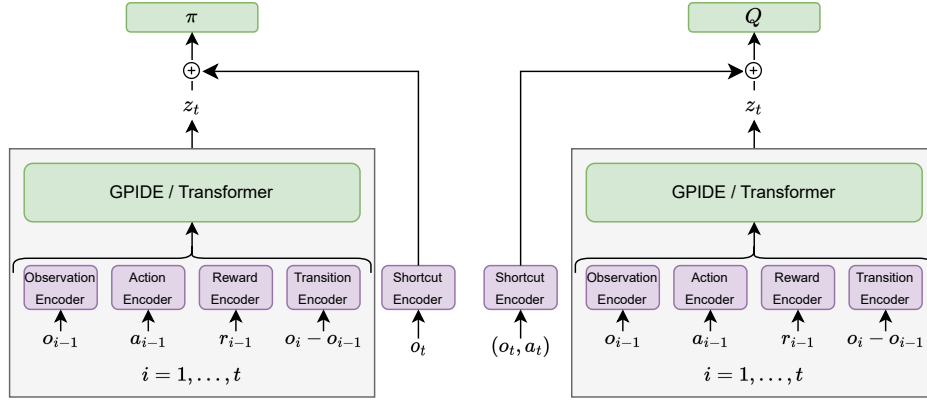 π
Q
+
+
z_t
z_t
GPIDE / Transformer
GPIDE / Transformer
Observation Encoder
Action Encoder
Reward Encoder
Transition Encoder
Shortcut Encoder
Shortcut Encoder
Observation Encoder
Action Encoder
Reward Encoder
Transition Encoder
o_{i−1}
a_{i−1}
r_{i−1}
o_i − o_{i−1}
o_t
(o_t, a_t)
o_{i−1}
a_{i−1}
r_{i−1}
o_i − o_{i−1}
i = 1, . . . , t
i = 1, . . . , t